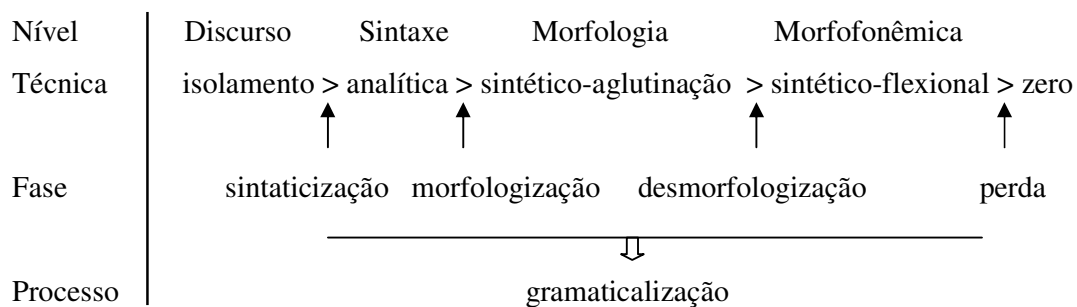 Nível Discurso Sintaxe Morfologia Morfofonêmica
Técnica isolamento > analítica > sintético-aglutinação > sintético-flexional > zero
Fase sintaticização morfologização desmorfologização perda
Processo gramaticalização